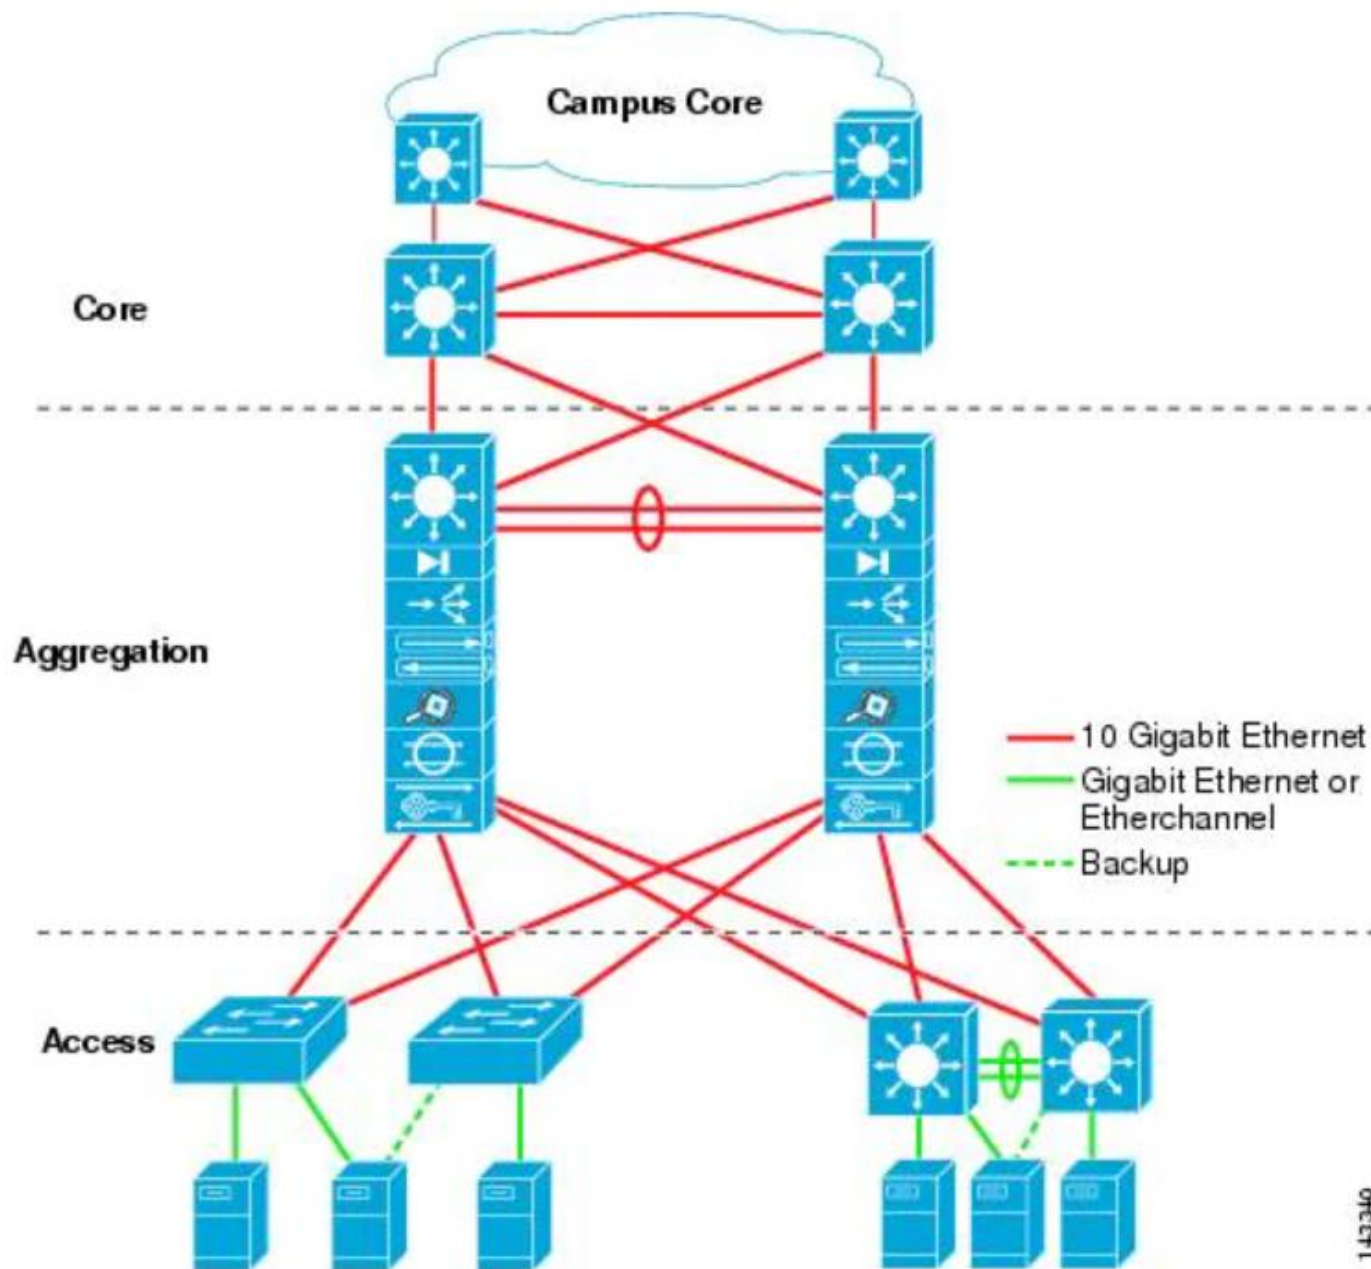 Campus Core
Core
Aggregation
10 Gigabit Ethernet
Gigabit Ethernet or
Etherchannel
Backup
Access